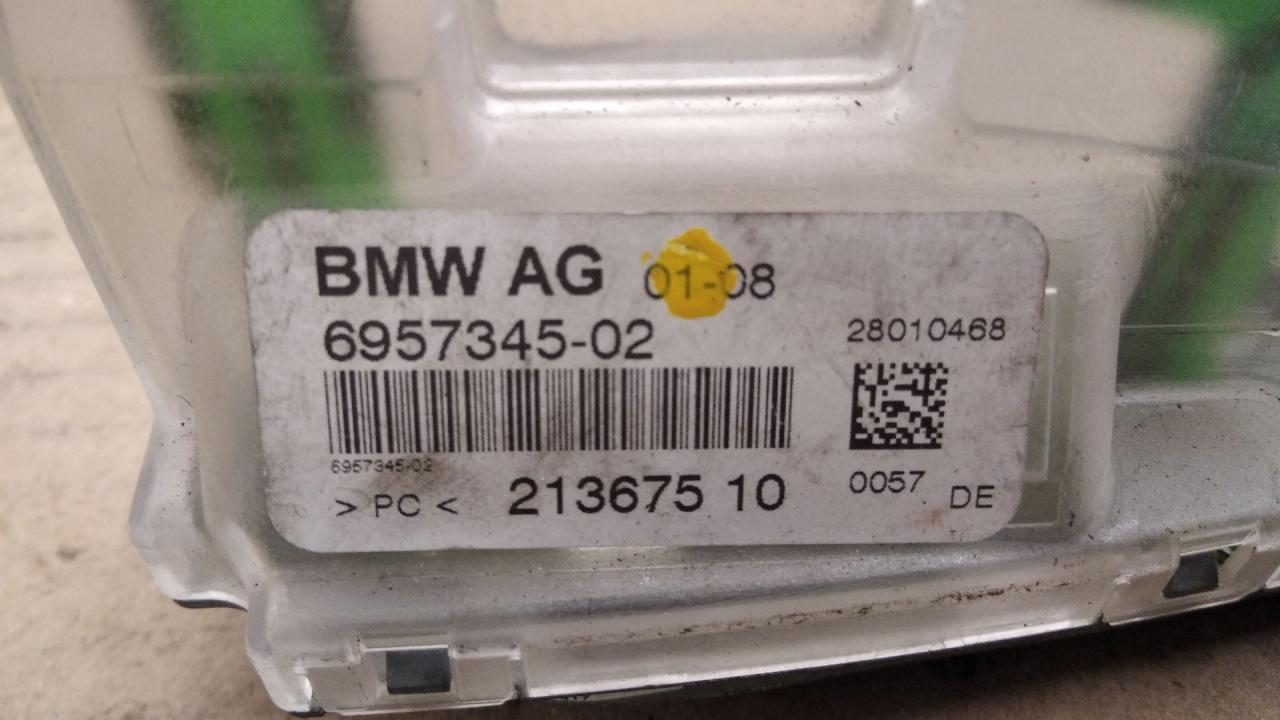 BMW AG 01-08
6957345-02
28010468
6957345-02
> PC < 213675 10
0057 DE